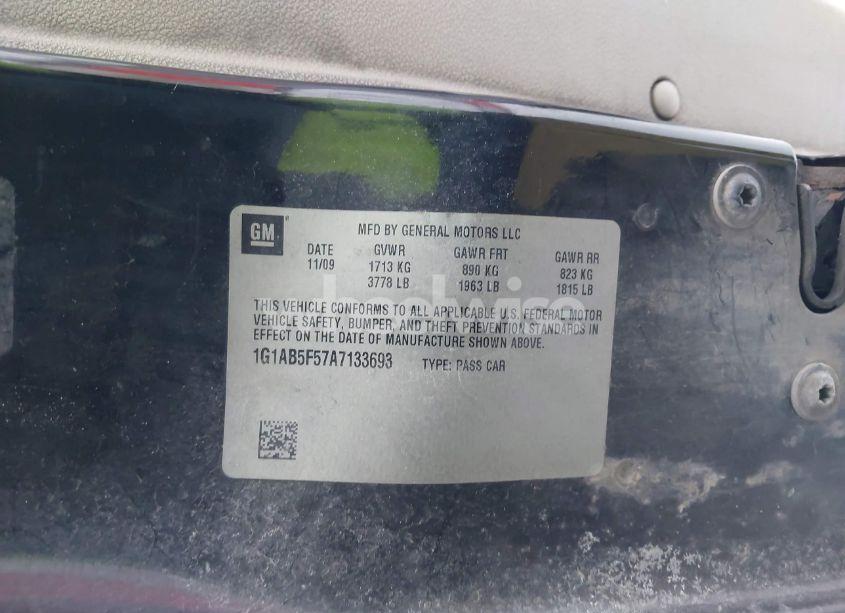 GM
MFD BY GENERAL MOTORS LLC
DATE GVWR GAWR FRT GAWR RR
11/09 1713 KG 890 KG 823 KG
3778 LB 1963 LB 1815 LB
THIS VEHICLE CONFORMS TO ALL APPLICABLE U.S. FEDERAL MOTOR
VEHICLE SAFETY, BUMPER, AND THEFT PREVENTION STANDARDS IN
EFFECT ON THE DATE OF MANUFACTURE SHOWN ABOVE.
1G1AB5F57A7133693 TYPE: PASS CAR